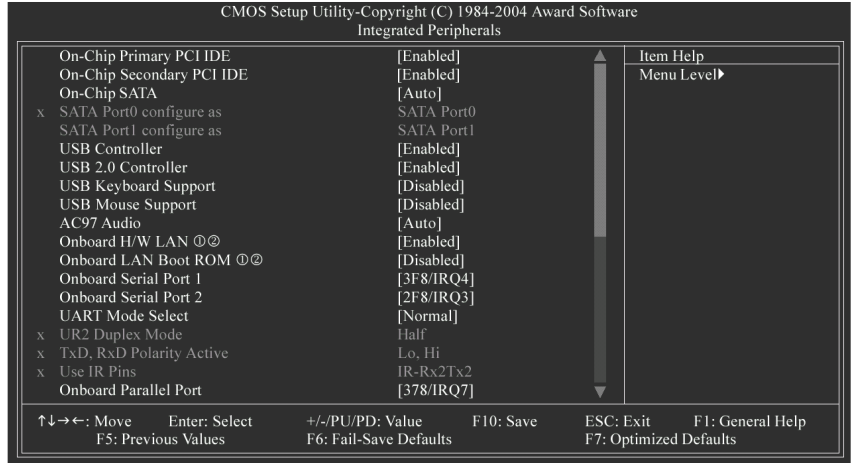 CMOS Setup Utility-Copyright (C) 1984-2004 Award Software
Integrated Peripherals
On-Chip Primary PCI IDE [Enabled] Item Help
On-Chip Secondary PCI IDE [Enabled] Menu Level▶
On-Chip SATA [Auto]
x SATA Port0 configure as SATA Port0
SATA Port1 configure as SATA Port1
USB Controller [Enabled]
USB 2.0 Controller [Enabled]
USB Keyboard Support [Disabled]
USB Mouse Support [Disabled]
AC97 Audio [Auto]
Onboard H/W LAN ①② [Enabled]
Onboard LAN Boot ROM ①② [Disabled]
Onboard Serial Port 1 [3F8/IRQ4]
Onboard Serial Port 2 [2F8/IRQ3]
UART Mode Select [Normal]
x UR2 Duplex Mode Half
x TxD, RxD Polarity Active Lo, Hi
x Use IR Pins IR-Rx2Tx2
Onboard Parallel Port [378/IRQ7]
↑↓→←: Move Enter: Select +/-/PU/PD: Value F10: Save ESC: Exit F1: General Help
F5: Previous Values F6: Fail-Save Defaults F7: Optimized Defaults